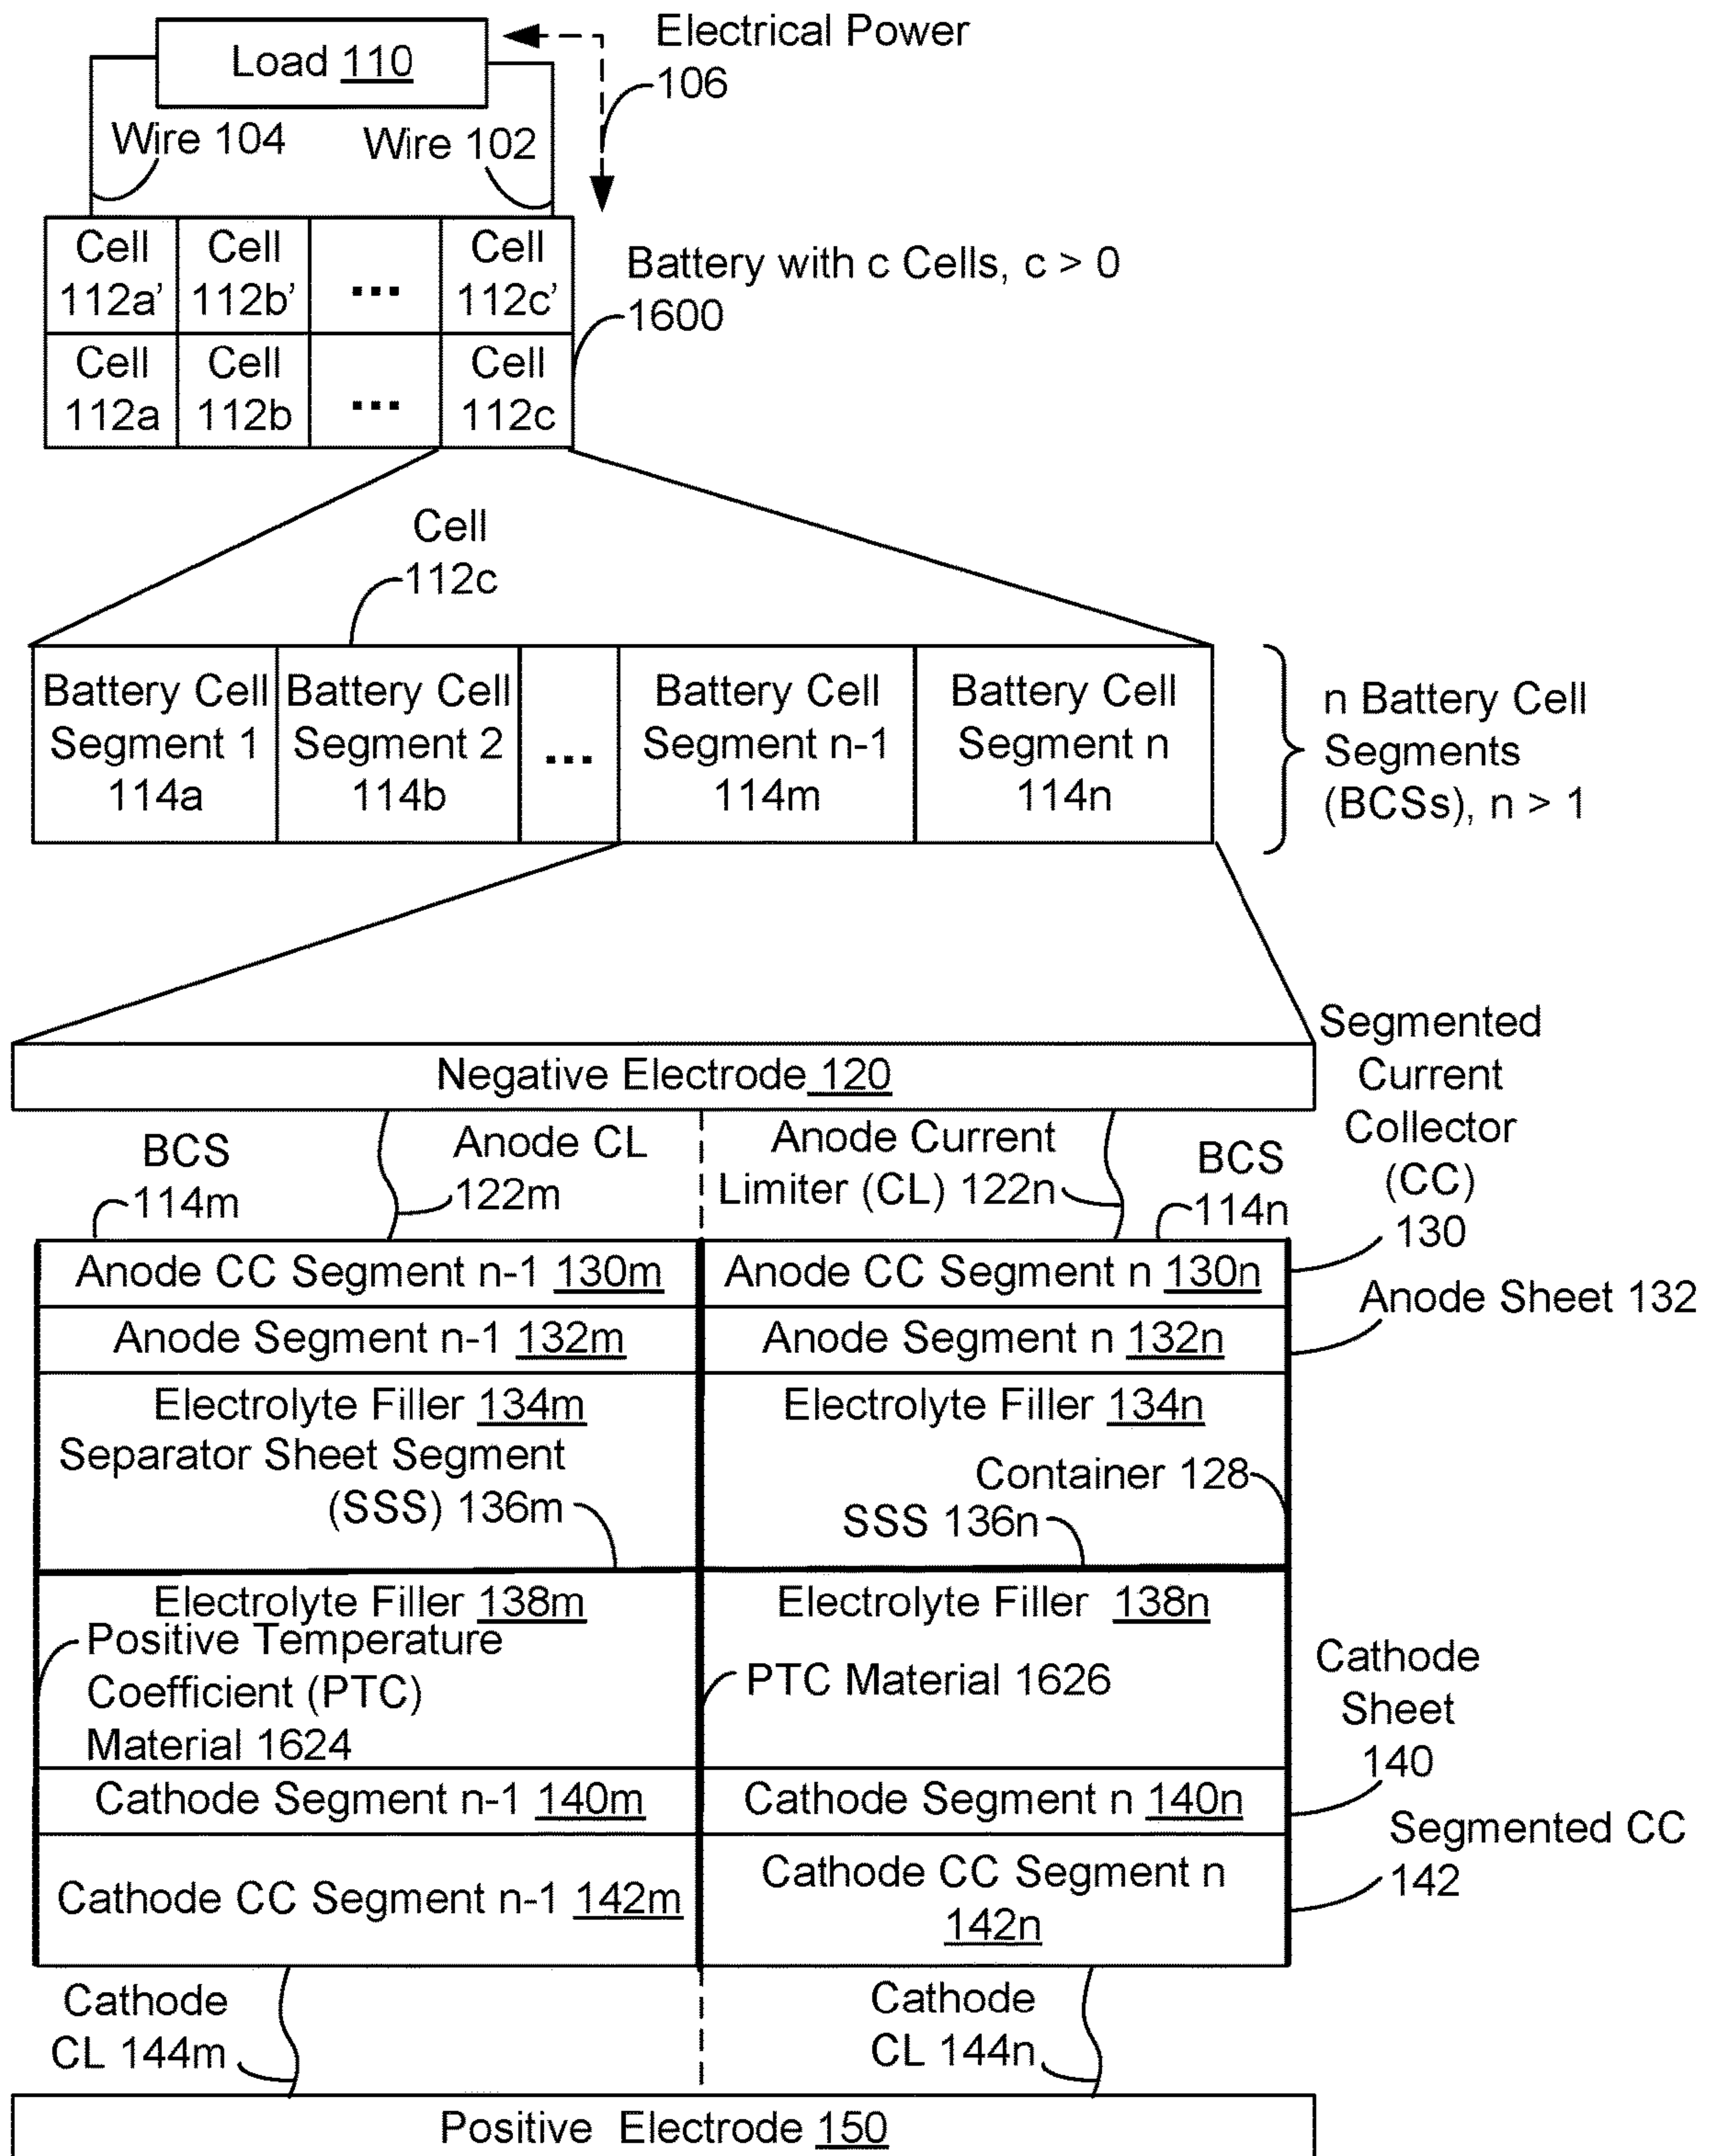 Electrical Power
106
Load 110
Wire 104
Wire 102
Cell
112a’
Cell
112b’
...
Cell
112c’
Battery with c Cells, c > 0
1600
Cell
112a
Cell
112b
...
Cell
112c
Cell
112c
Battery Cell
Segment 1
114a
Battery Cell
Segment 2
114b
...
Battery Cell
Segment n-1
114m
Battery Cell
Segment n
114n
n Battery Cell
Segments
(BCSs), n > 1
Segmented
Current
Collector
(CC)
130
Negative Electrode 120
BCS
114m
Anode CL
122m
Anode Current
Limiter (CL) 122n
BCS
114n
Anode CC Segment n-1 130m
Anode CC Segment n 130n
Anode Sheet 132
Anode Segment n-1 132m
Anode Segment n 132n
Electrolyte Filler 134m
Electrolyte Filler 134n
Separator Sheet Segment
(SSS) 136m
Container 128
SSS 136n
Electrolyte Filler 138m
Electrolyte Filler 138n
Positive Temperature
Coefficient (PTC)
Material 1624
PTC Material 1626
Cathode
Sheet
140
Cathode Segment n-1 140m
Cathode Segment n 140n
Segmented CC
142
Cathode CC Segment n-1 142m
Cathode CC Segment n
142n
Cathode
CL 144m
Cathode
CL 144n
Positive Electrode 150